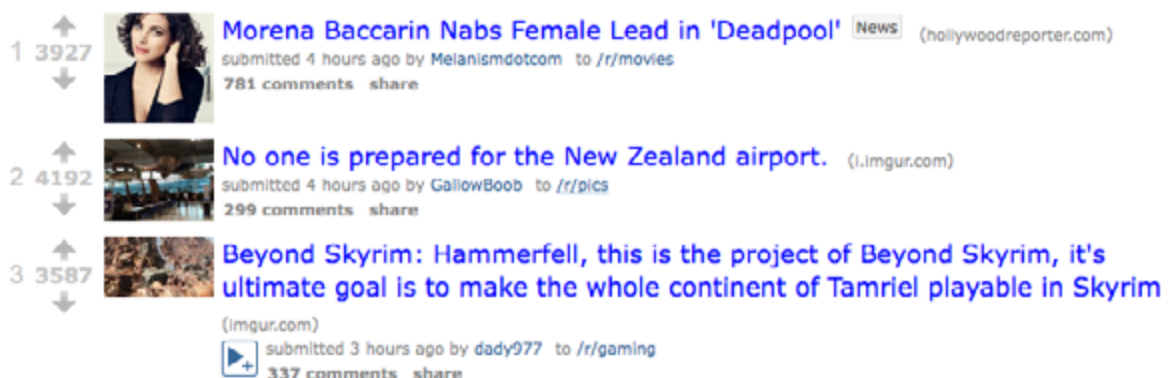 Morena Baccarin Nabs Female Lead in 'Deadpool' News (hollywoodreporter.com)
1 3927
submitted 4 hours ago by Melanismdotcom to /r/movies
781 comments share
No one is prepared for the New Zealand airport. (i.imgur.com)
2 4192
submitted 4 hours ago by GallowBoob to /r/pics
299 comments share
Beyond Skyrim: Hammerfell, this is the project of Beyond Skyrim, it's
3 3587
ultimate goal is to make the whole continent of Tamriel playable in Skyrim
(imgur.com)
submitted 3 hours ago by dady977 to /r/gaming
337 comments share